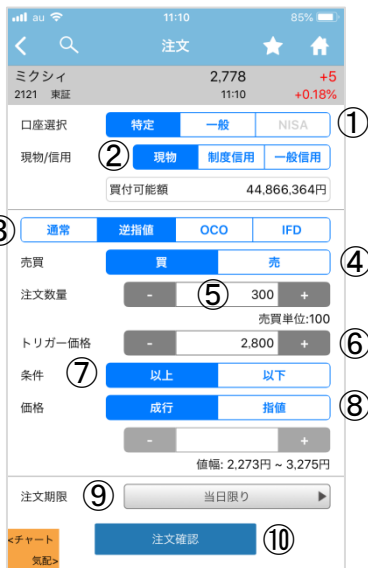 au 11:10 85%
注文
ミクシィ 2,778 +5
2121 東証 11:10 +0.18%
口座選択 特定 一般 NISA ①
現物/信用 ② 現物 制度信用 一般信用
買付可能額 44,866,364円
③ 通常 逆指値 OCO IFD
売買 買 売 ④
注文数量 - ⑤ 300 +
売買単位:100
トリガー価格 - 2,800 + ⑥
条件 ⑦ 以上 以下
価格 成行 指値 ⑧
- +
値幅: 2,273円 ~ 3,275円
注文期限 ⑨ 当日限り
<チャート 注文確認 ⑩
気配>